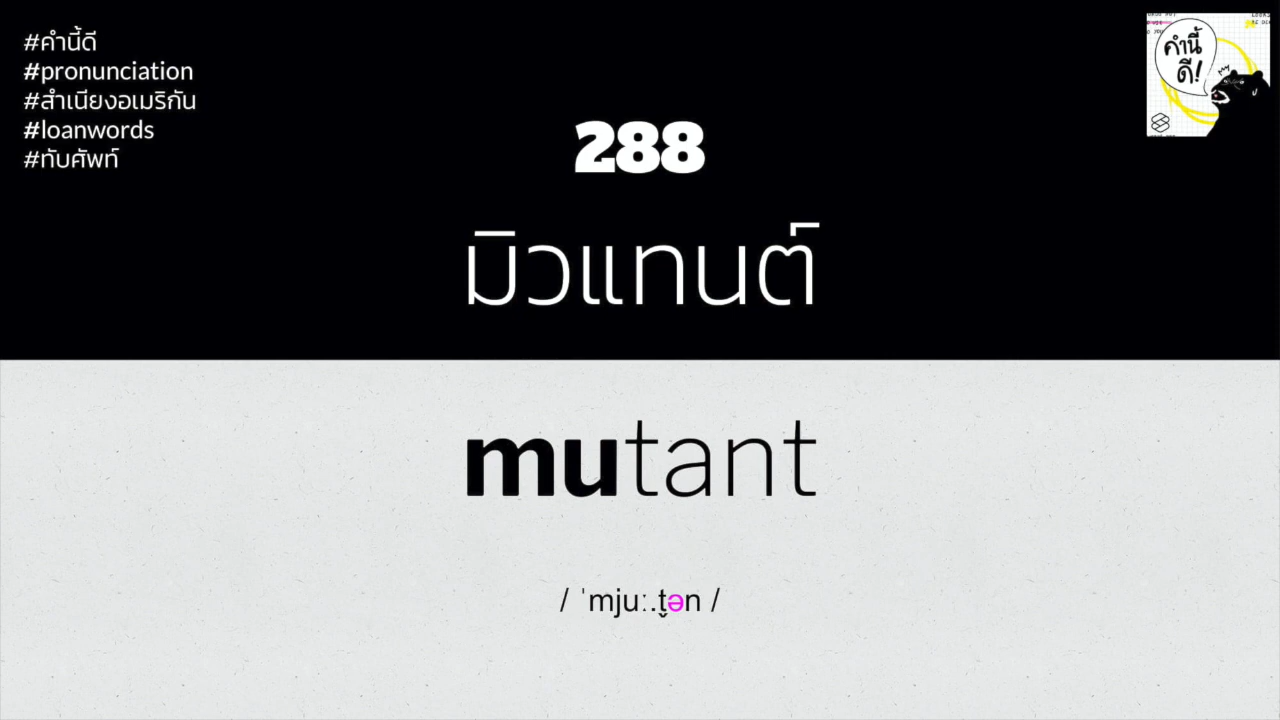 #คำนี้ดี
#pronunciation
#สำเนียงอเมริกัน
#loanwords
#ทับศัพท์
คำนี้
ดี!
288
มิวแทนต์
mutant
/ ˈmjuː.t̬ən /